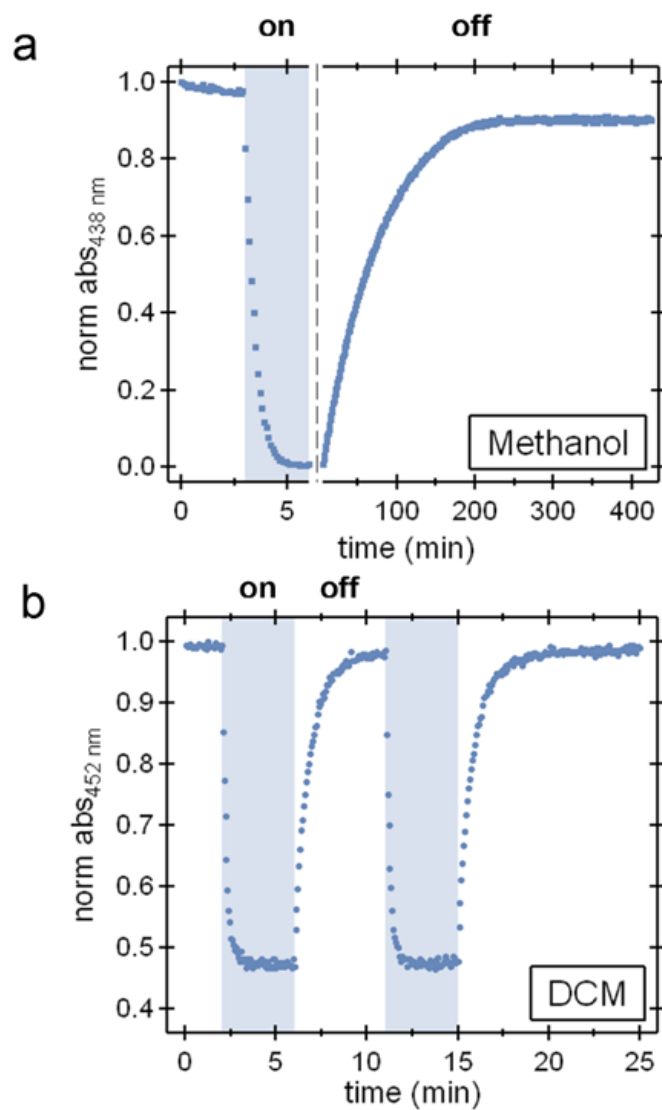 a
on off
1.0
0.8
0.6
0.4
0.2
0.0
norm abs438 nm
Methanol
0 5 100 200 300 400
time (min)
b
on off
1.0
0.9
0.8
0.7
0.6
0.5
0.4
norm abs452 nm
DCM
0 5 10 15 20 25
time (min)